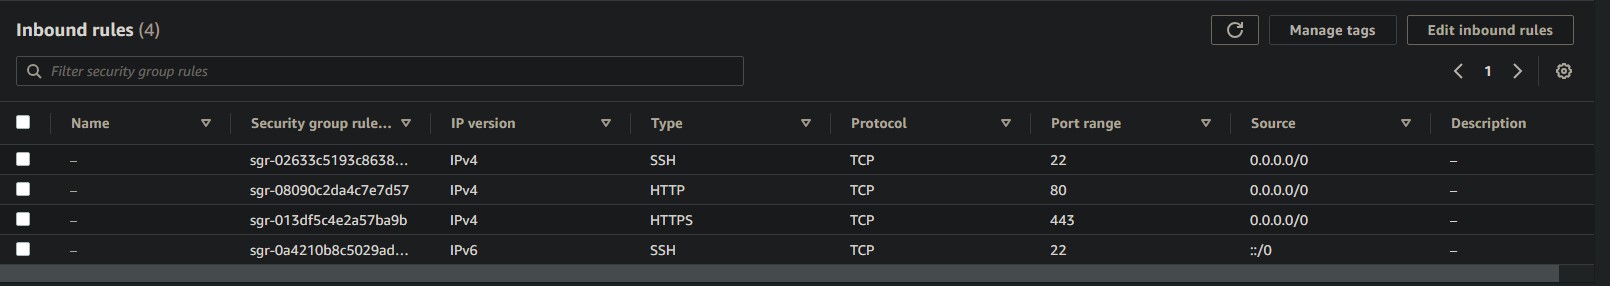 Inbound rules (4)
Manage tags
Edit inbound rules
Filter security group rules
1
Name Security group rule... IP version Type Protocol Port range Source Description
– sgr-02633c5193c8638... IPv4 SSH TCP 22 0.0.0.0/0 –
– sgr-08090c2da4c7e7d57 IPv4 HTTP TCP 80 0.0.0.0/0 –
– sgr-013df5c4e2a57ba9b IPv4 HTTPS TCP 443 0.0.0.0/0 –
– sgr-0a4210b8c5029ad... IPv6 SSH TCP 22 ::/0 –